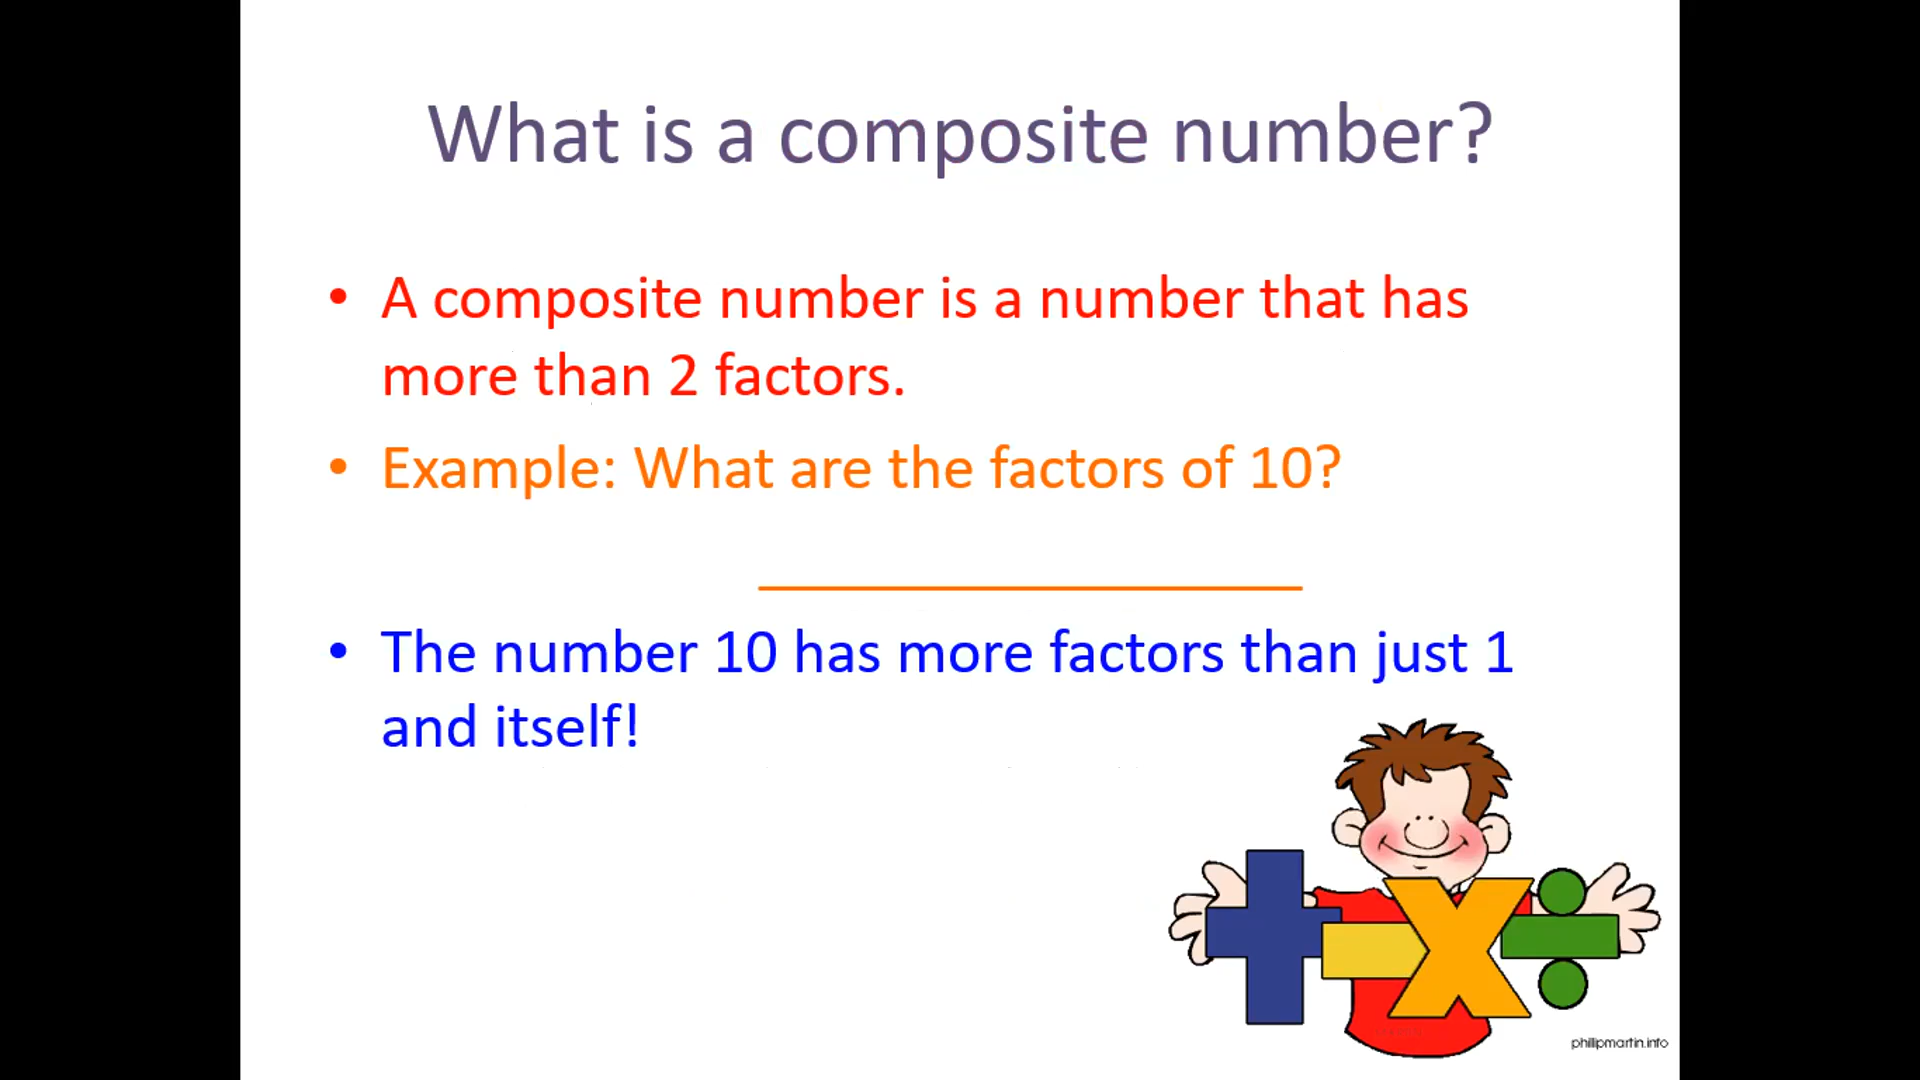 What is a composite number?
• A composite number is a number that has
more than 2 factors.
• Example: What are the factors of 10?
• The number 10 has more factors than just 1
and itself!
phillipmartin.info